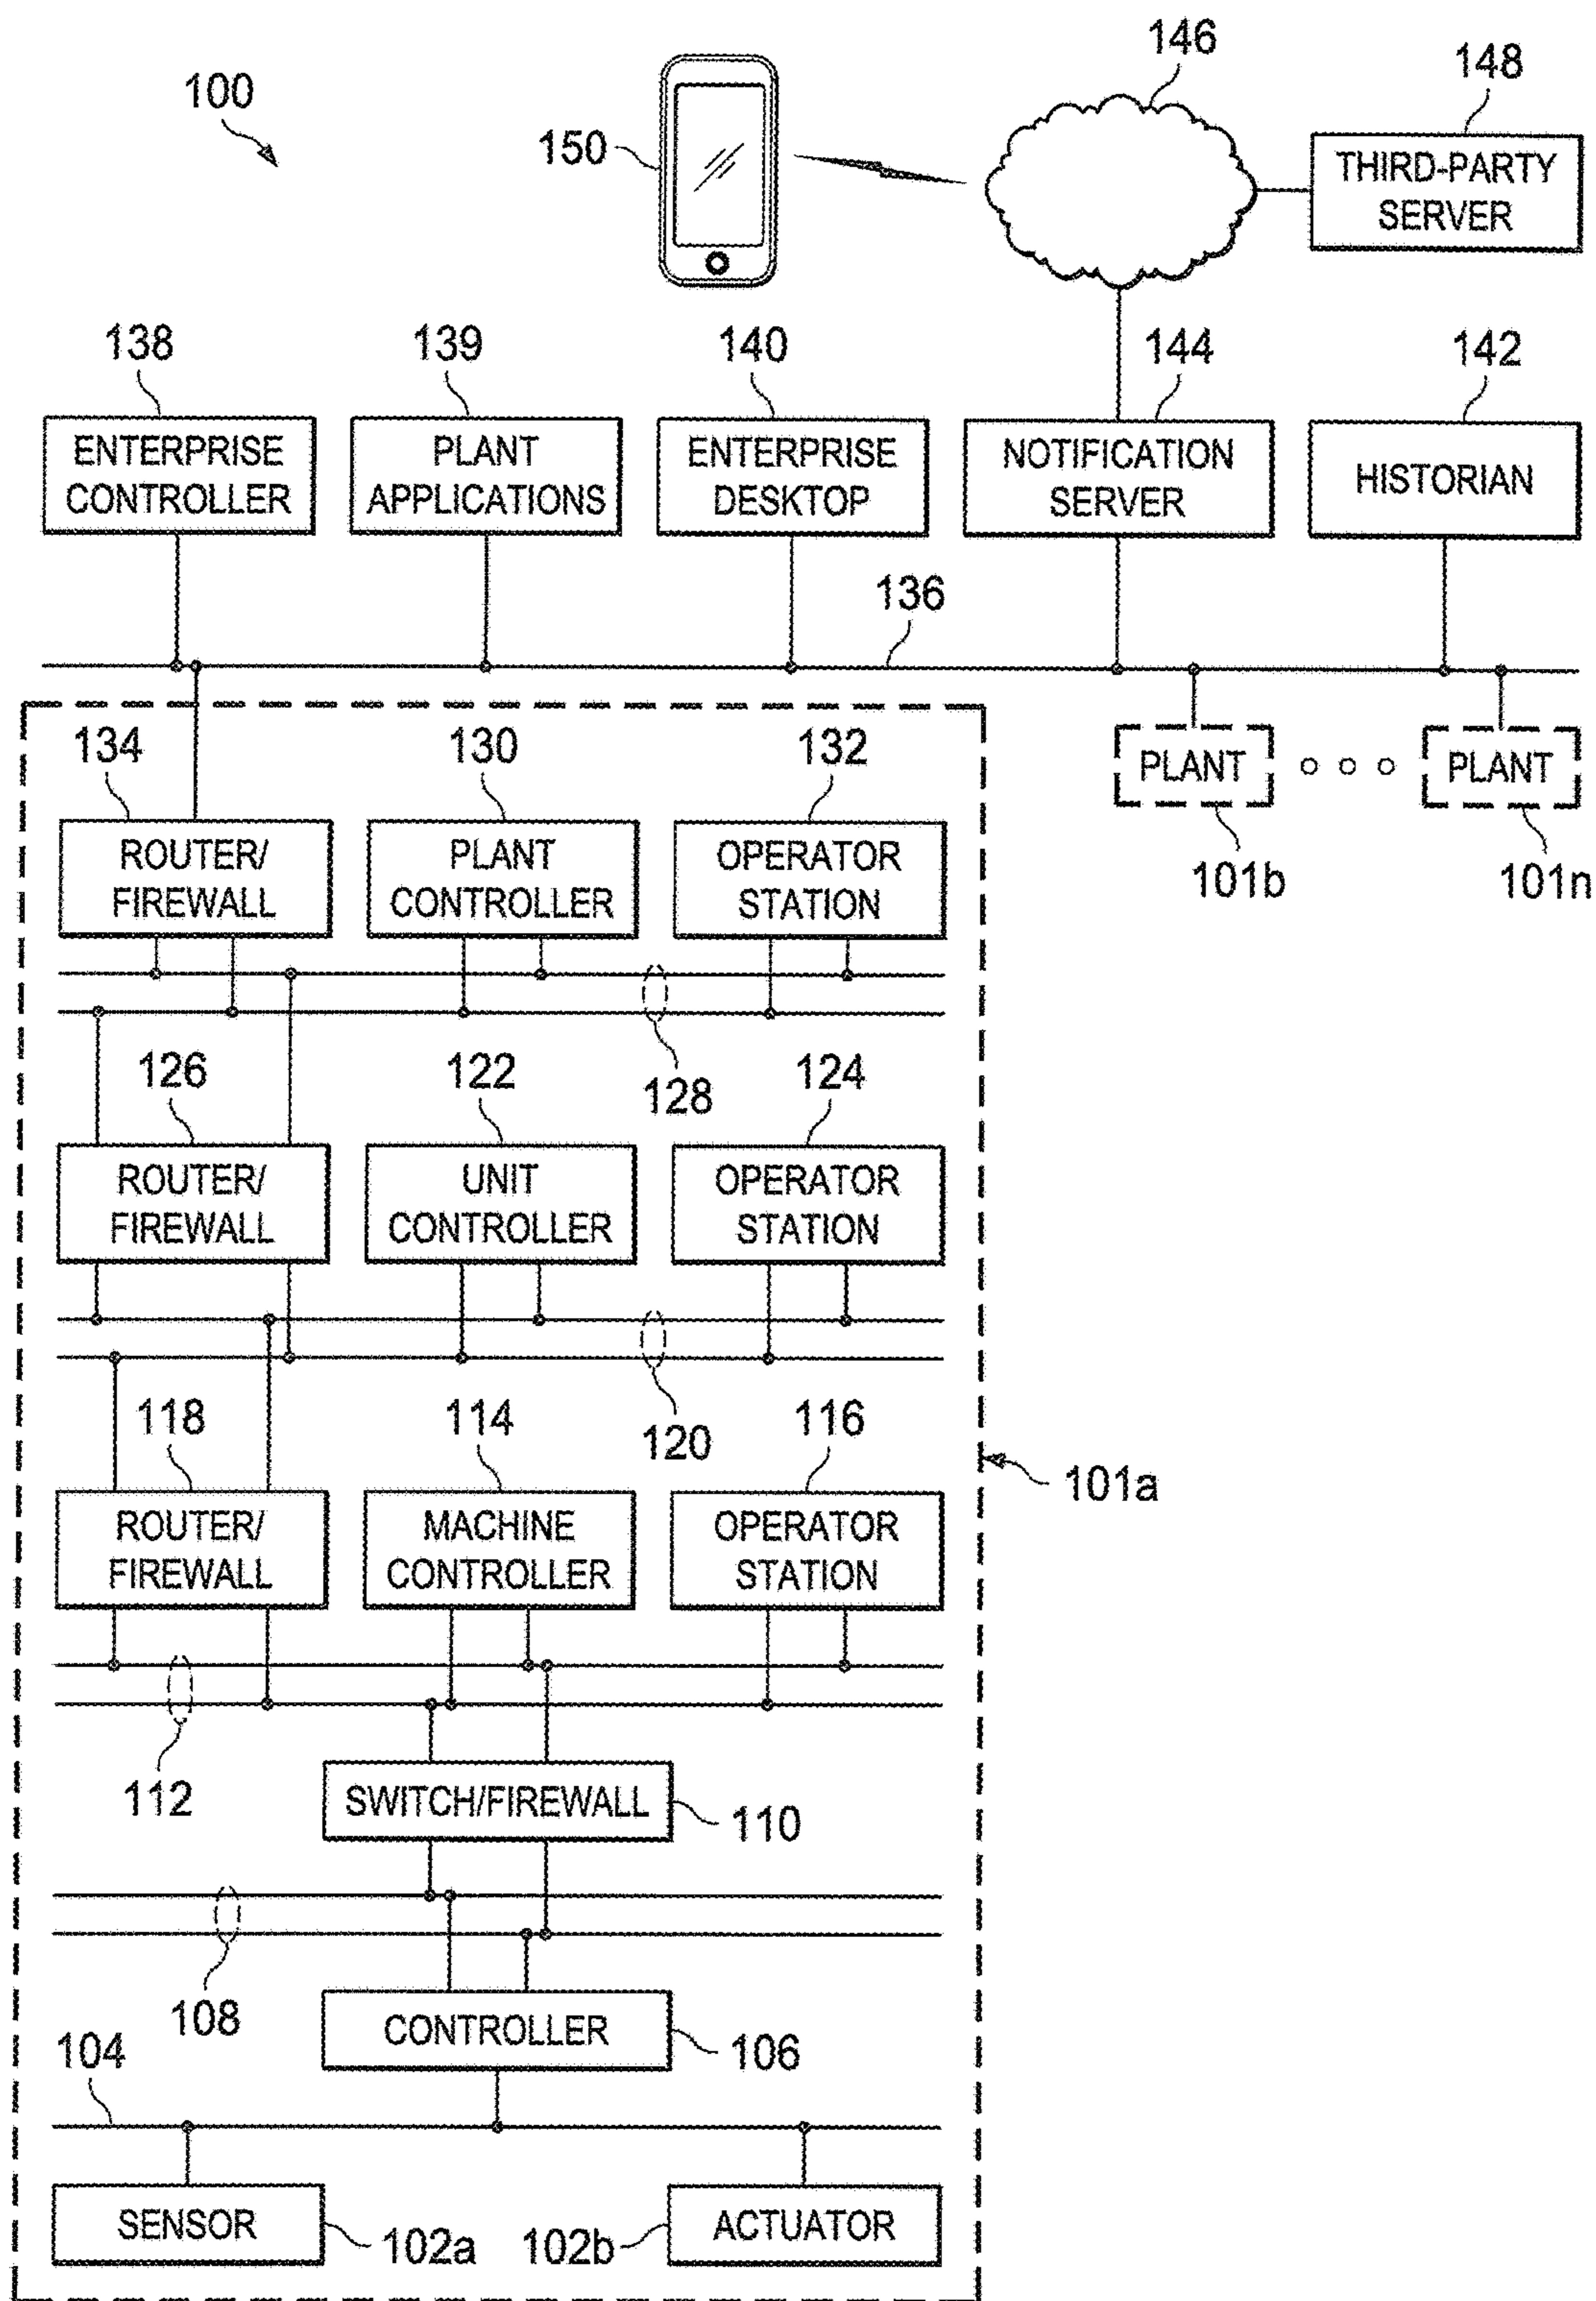 100
150
146
148
THIRD-PARTY
SERVER
138
139
140
144
142
ENTERPRISE
CONTROLLER
PLANT
APPLICATIONS
ENTERPRISE
DESKTOP
NOTIFICATION
SERVER
HISTORIAN
136
134
130
132
PLANT
PLANT
101b
101n
ROUTER/
FIREWALL
PLANT
CONTROLLER
OPERATOR
STATION
128
126
122
124
ROUTER/
FIREWALL
UNIT
CONTROLLER
OPERATOR
STATION
120
118
114
116
101a
ROUTER/
FIREWALL
MACHINE
CONTROLLER
OPERATOR
STATION
112
SWITCH/FIREWALL
110
108
CONTROLLER
106
104
SENSOR
102a
102b
ACTUATOR